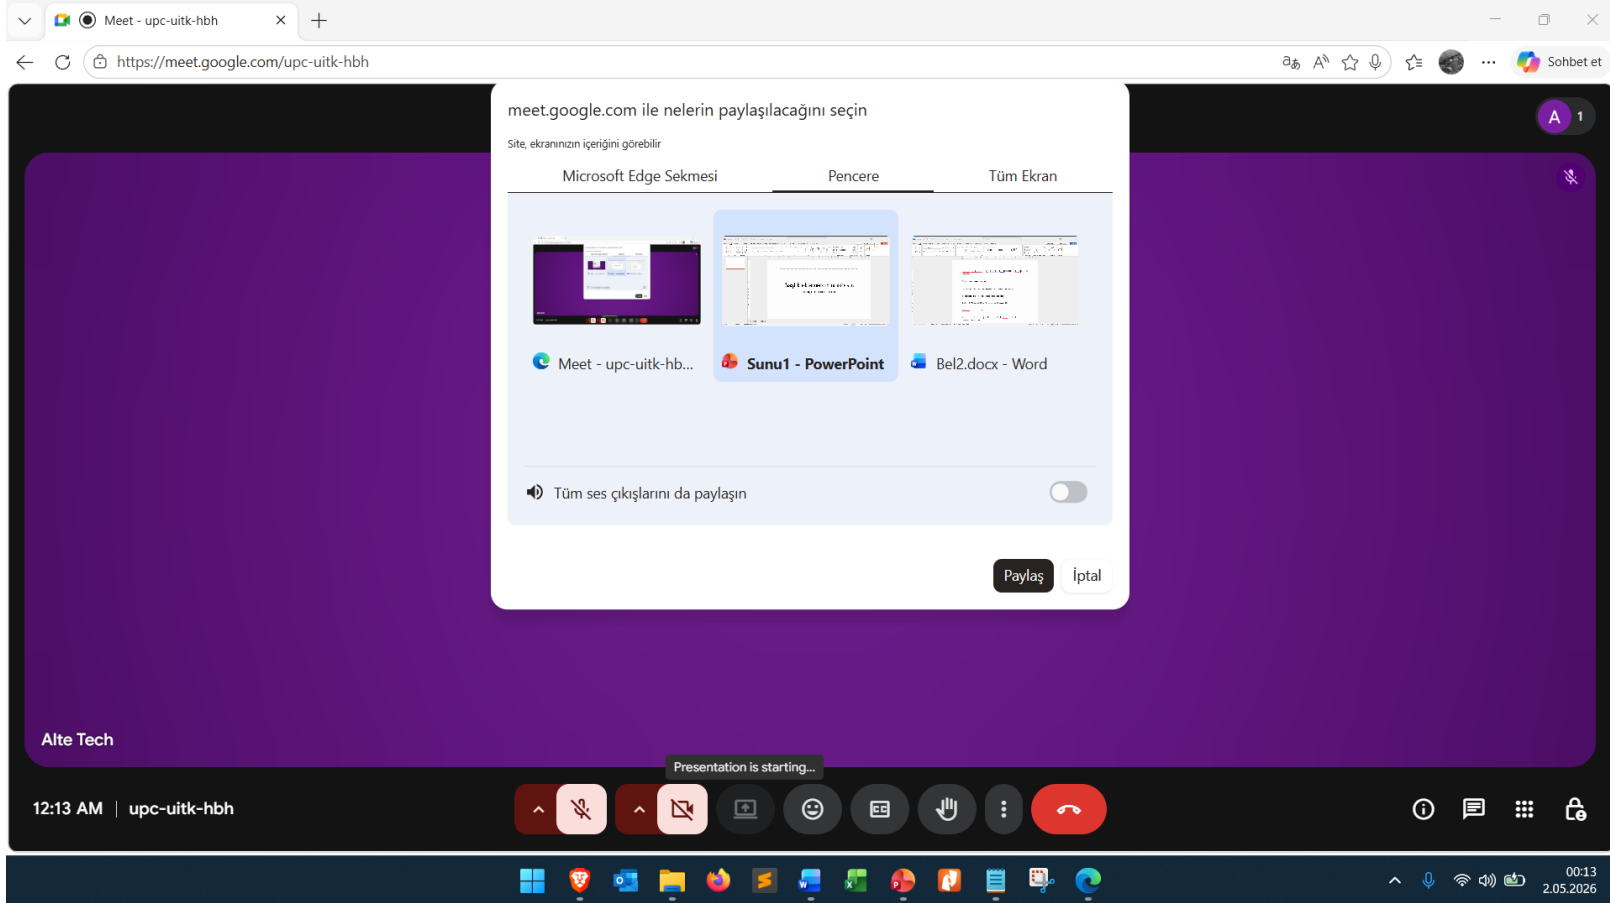 Meet - upc-uitk-hbh
https://meet.google.com/upc-uitk-hbh
Sohbet et
meet.google.com ile nelerin paylaşılacağını seçin
Site, ekranınızın içeriğini görebilir
Microsoft Edge Sekmesi
Pencere
Tüm Ekran
Meet - upc-uitk-hb...
Sunu1 - PowerPoint
Bel2.docx - Word
Tüm ses çıkışlarını da paylaşın
Paylaş
İptal
A
1
Alte Tech
Presentation is starting...
12:13 AM
upc-uitk-hbh
00:13
2.05.2026